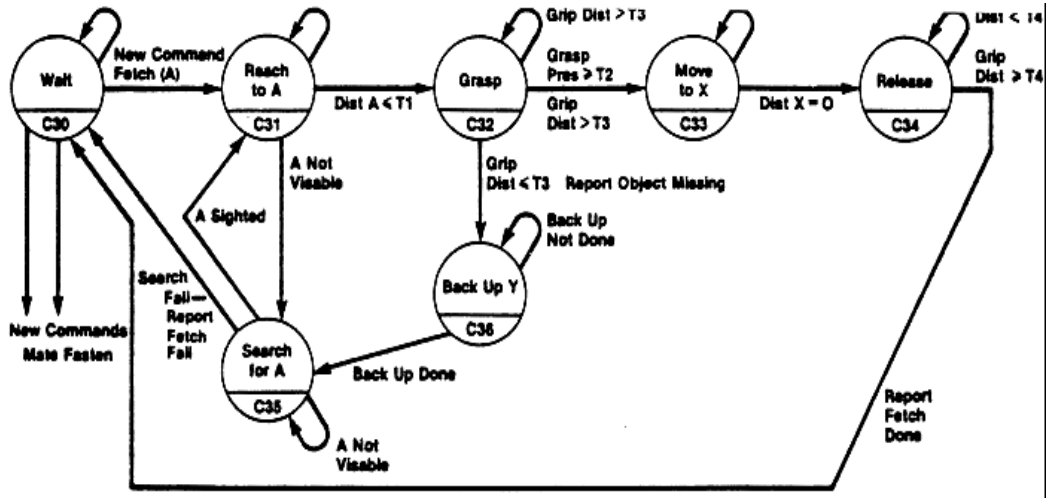 Wait
C30
New Command
Fetch (A)
Reach
to A
C31
Dist A ≤ T1
Grasp
C32
Grip Dist > T3
Grasp
Pres ≥ T2
Grip
Dist > T3
Move
to X
C33
Dist X = 0
Release
C34
Dist < T4
Grip
Dist ≥ T4
A Not
Visable
Grip
Dist ≤ T3 Report Object Missing
A Sighted
Back Up
Not Done
Back Up Y
C36
Search
Fail—
Report
Fetch
Fail
New Commands
Mate Fasten
Search
for A
C35
Back Up Done
A Not
Visable
Report
Fetch
Done